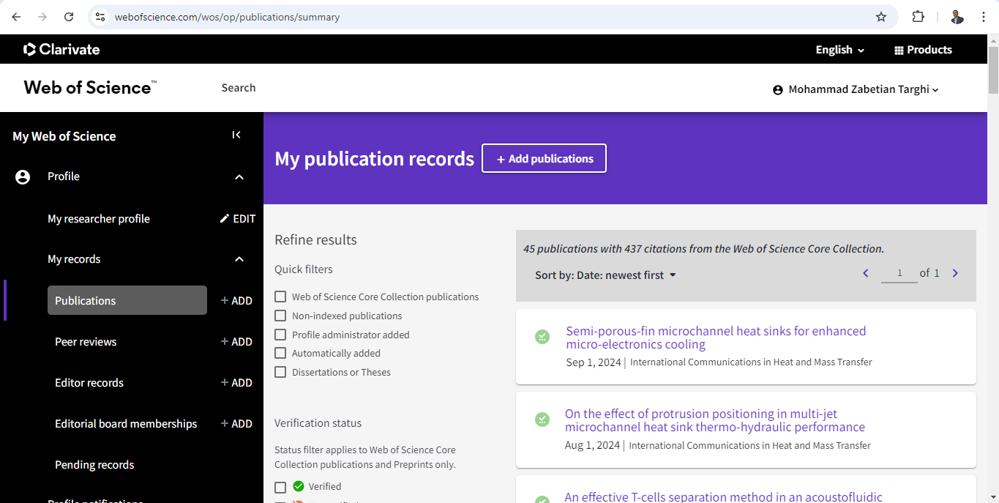 webofscience.com/wos/op/publications/summary
Clarivate
English
Products
Web of Science™
Search
Mohammad Zabetian Targhi
My Web of Science
Profile
My researcher profile
EDIT
My records
Publications
+ ADD
Peer reviews
+ ADD
Editor records
+ ADD
Editorial board memberships
+ ADD
Pending records
Profile notifications
My publication records
+ Add publications
Refine results
Quick filters
Web of Science Core Collection publications
Non-indexed publications
Profile administrator added
Automatically added
Dissertations or Theses
Verification status
Status filter applies to Web of Science Core
Collection publications and Preprints only.
Verified
45 publications with 437 citations from the Web of Science Core Collection.
Sort by: Date: newest first
1 of 1
Semi-porous-fin microchannel heat sinks for enhanced
micro-electronics cooling
Sep 1, 2024 | International Communications in Heat and Mass Transfer
On the effect of protrusion positioning in multi-jet
microchannel heat sink thermo-hydraulic performance
Aug 1, 2024 | International Communications in Heat and Mass Transfer
An effective T-cells separation method in an acoustofluidic